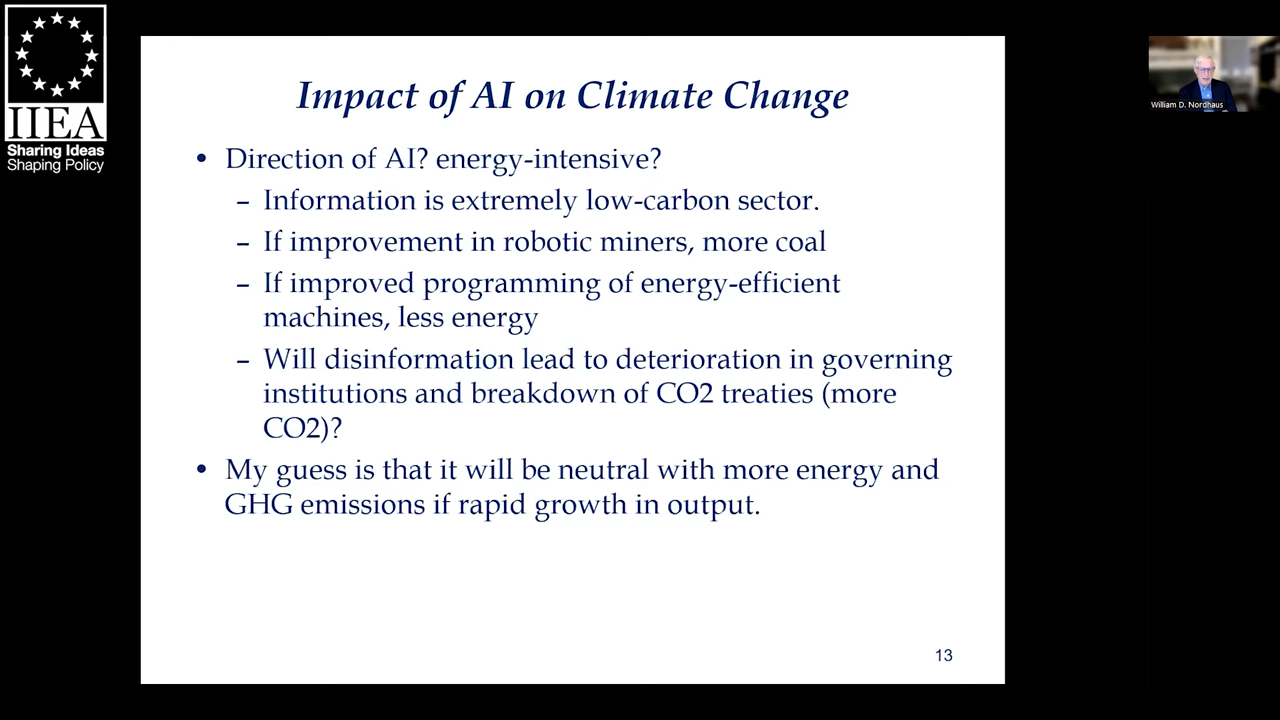 IIEA
Sharing Ideas
Shaping Policy
Impact of AI on Climate Change
• Direction of AI? energy-intensive?
– Information is extremely low-carbon sector.
– If improvement in robotic miners, more coal
– If improved programming of energy-efficient
machines, less energy
– Will disinformation lead to deterioration in governing
institutions and breakdown of CO2 treaties (more
CO2)?
• My guess is that it will be neutral with more energy and
GHG emissions if rapid growth in output.
13
William D. Nordhaus